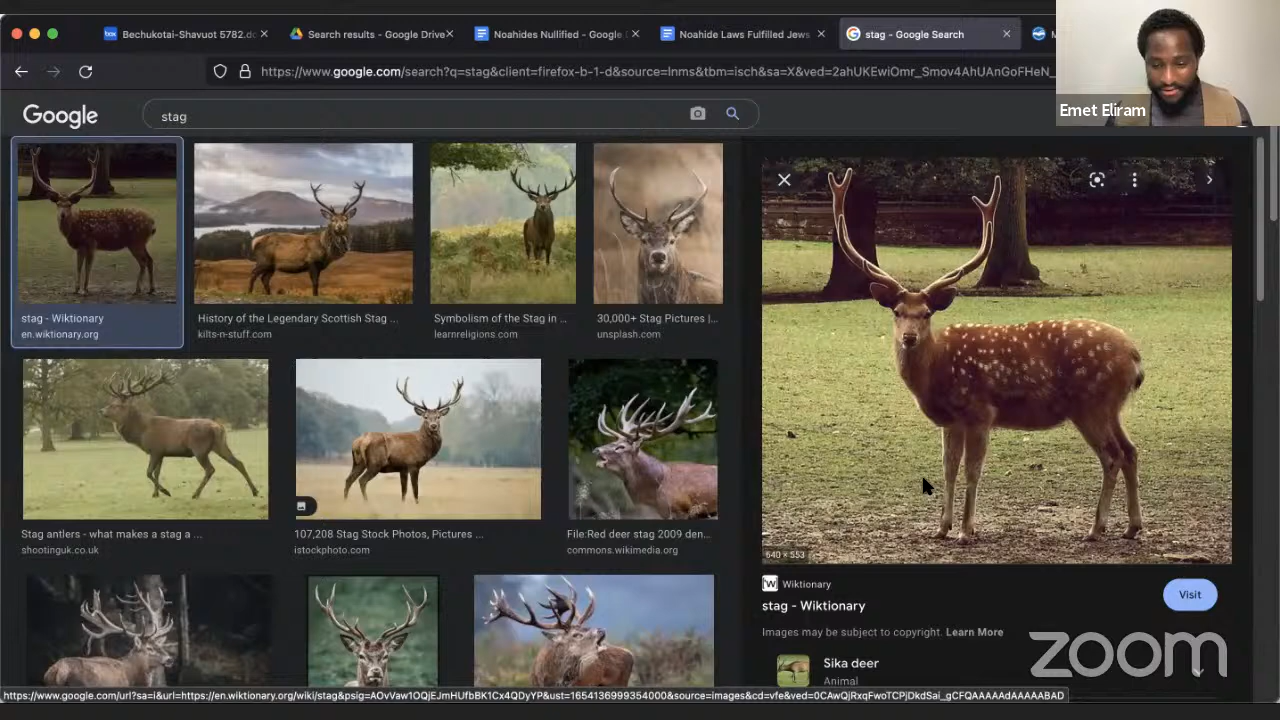 Bechukotai-Shavuot 5782.do
Search results - Google Drive
Noahides Nullified - Google
Noahide Laws Fulfilled Jews
stag - Google Search
https://www.google.com/search?q=stag&client=firefox-b-1-d&source=lnms&tbm=isch&sa=X&ved=2ahUKEwiOmr_Smov4AhUAnGoFHeN_
Emet Eliram
Google
stag
stag - Wiktionary
en.wiktionary.org
History of the Legendary Scottish Stag ...
kilts-n-stuff.com
Symbolism of the Stag in ...
learnreligions.com
30,000+ Stag Pictures |...
unsplash.com
Stag antlers - what makes a stag a ...
shootinguk.co.uk
107,208 Stag Stock Photos, Pictures ...
istockphoto.com
File:Red deer stag 2009 den...
commons.wikimedia.org
640 × 553
W Wiktionary
Visit
stag - Wiktionary
Images may be subject to copyright. Learn More
Sika deer
Animal
zoom
https://www.google.com/url?sa=i&url=https://en.wiktionary.org/wiki/stag&psig=AOvVaw1OQjEJmHUfbBK1Cx4QDyYP&ust=1654136999354000&source=images&cd=vfe&ved=0CAwQjRxqFwoTCPjDkdSai_gCFQAAAAAdAAAAABAD